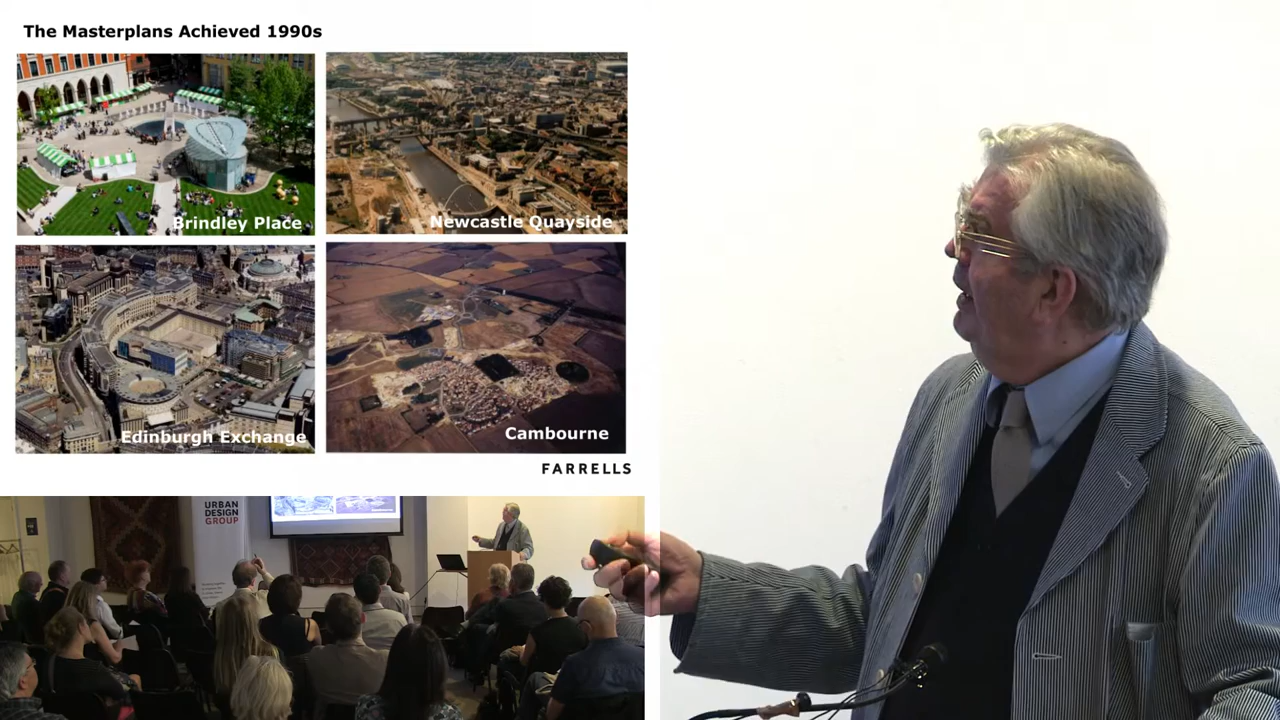 The Masterplans Achieved 1990s
Brindley Place
Newcastle Quayside
Edinburgh Exchange
Cambourne
FARRELLS
URBAN
DESIGN
GROUP